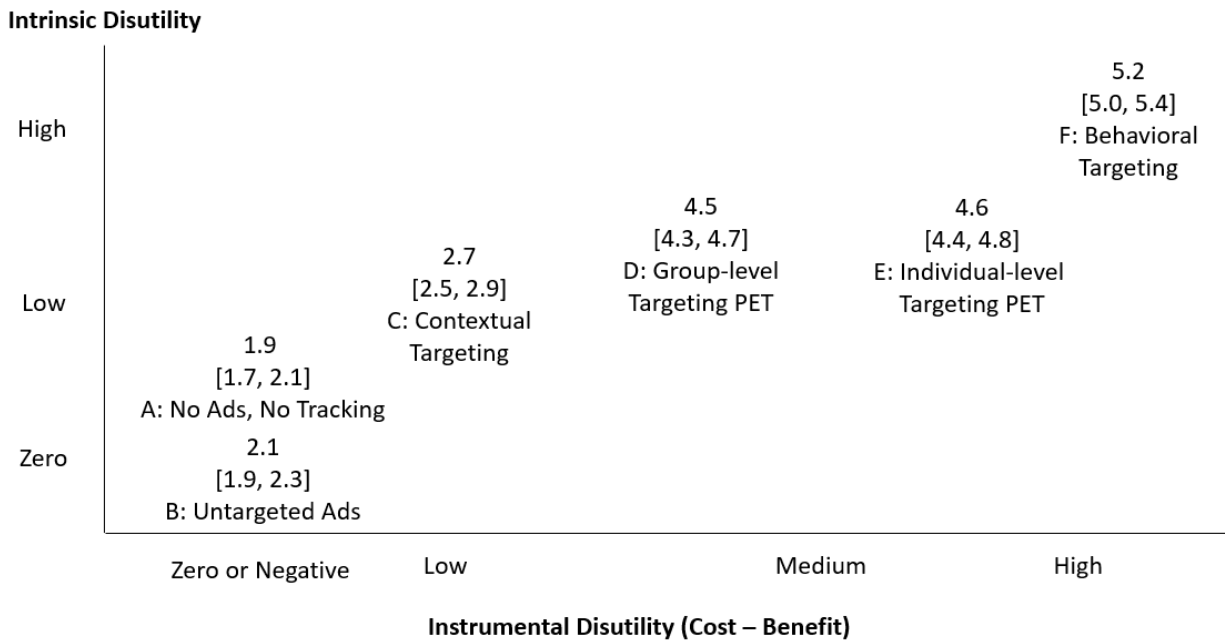 Intrinsic Disutility
High
Low
Zero
5.2
[5.0, 5.4]
F: Behavioral
Targeting
4.5
[4.3, 4.7]
D: Group-level
Targeting PET
4.6
[4.4, 4.8]
E: Individual-level
Targeting PET
2.7
[2.5, 2.9]
C: Contextual
Targeting
1.9
[1.7, 2.1]
A: No Ads, No Tracking
2.1
[1.9, 2.3]
B: Untargeted Ads
Zero or Negative
Low
Medium
High
Instrumental Disutility (Cost – Benefit)